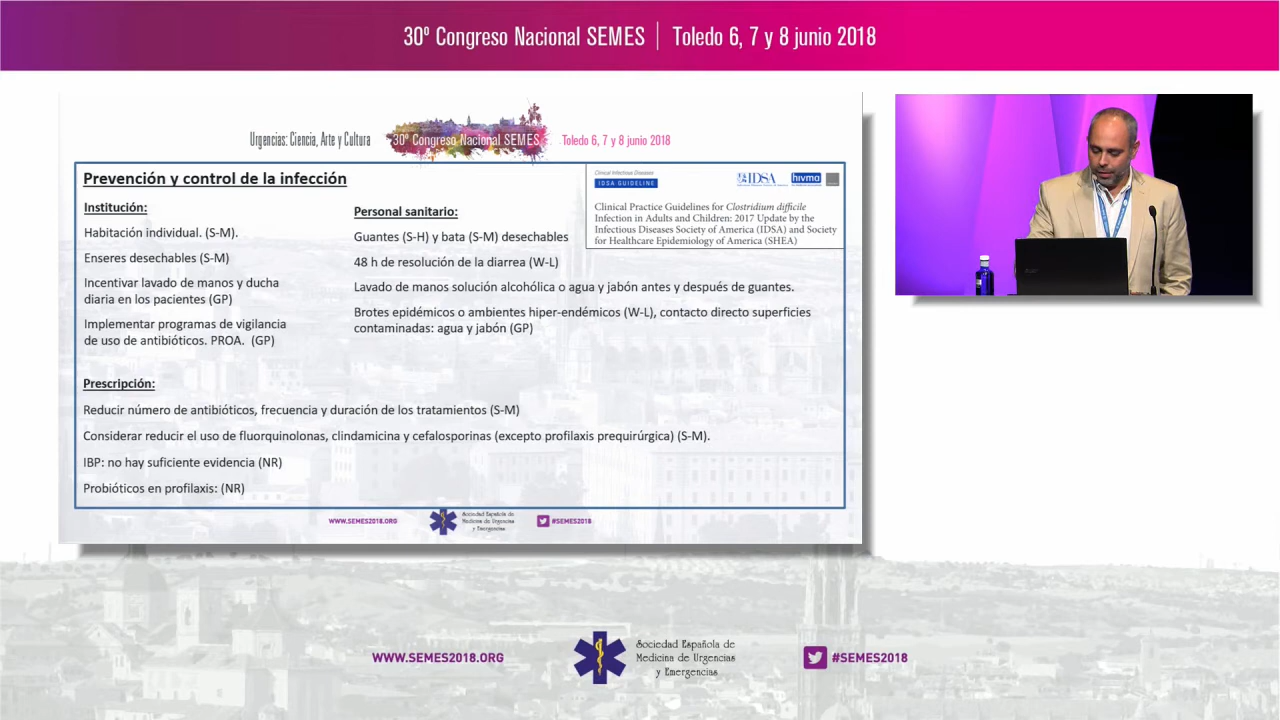 30º Congreso Nacional SEMES | Toledo 6, 7 y 8 junio 2018
Urgencias: Ciencia, Arte y Cultura
30º Congreso Nacional SEMES
Toledo 6, 7 y 8 junio 2018
Prevención y control de la infección
Institución:
Habitación individual. (S-M).
Enseres desechables (S-M)
Incentivar lavado de manos y ducha
diaria en los pacientes (GP)
Implementar programas de vigilancia
de uso de antibióticos. PROA. (GP)
Personal sanitario:
Guantes (S-H) y bata (S-M) desechables
48 h de resolución de la diarrea (W-L)
Lavado de manos solución alcohólica o agua y jabón antes y después de guantes.
Brotes epidémicos o ambientes hiper-endémicos (W-L), contacto directo superficies
contaminadas: agua y jabón (GP)
Clinical Infectious Diseases
IDSA GUIDELINE
IDSA
hivma
Clinical Practice Guidelines for Clostridium difficile
Infection in Adults and Children: 2017 Update by the
Infectious Diseases Society of America (IDSA) and Society
for Healthcare Epidemiology of America (SHEA)
Prescripción:
Reducir número de antibióticos, frecuencia y duración de los tratamientos (S-M)
Considerar reducir el uso de fluorquinolonas, clindamicina y cefalosporinas (excepto profilaxis prequirúrgica) (S-M).
IBP: no hay suficiente evidencia (NR)
Probióticos en profilaxis: (NR)
WWW.SEMES2018.ORG
Sociedad Española de
Medicina de Urgencias
y Emergencias
#SEMES2018
WWW.SEMES2018.ORG
Sociedad Española de
Medicina de Urgencias
y Emergencias
#SEMES2018